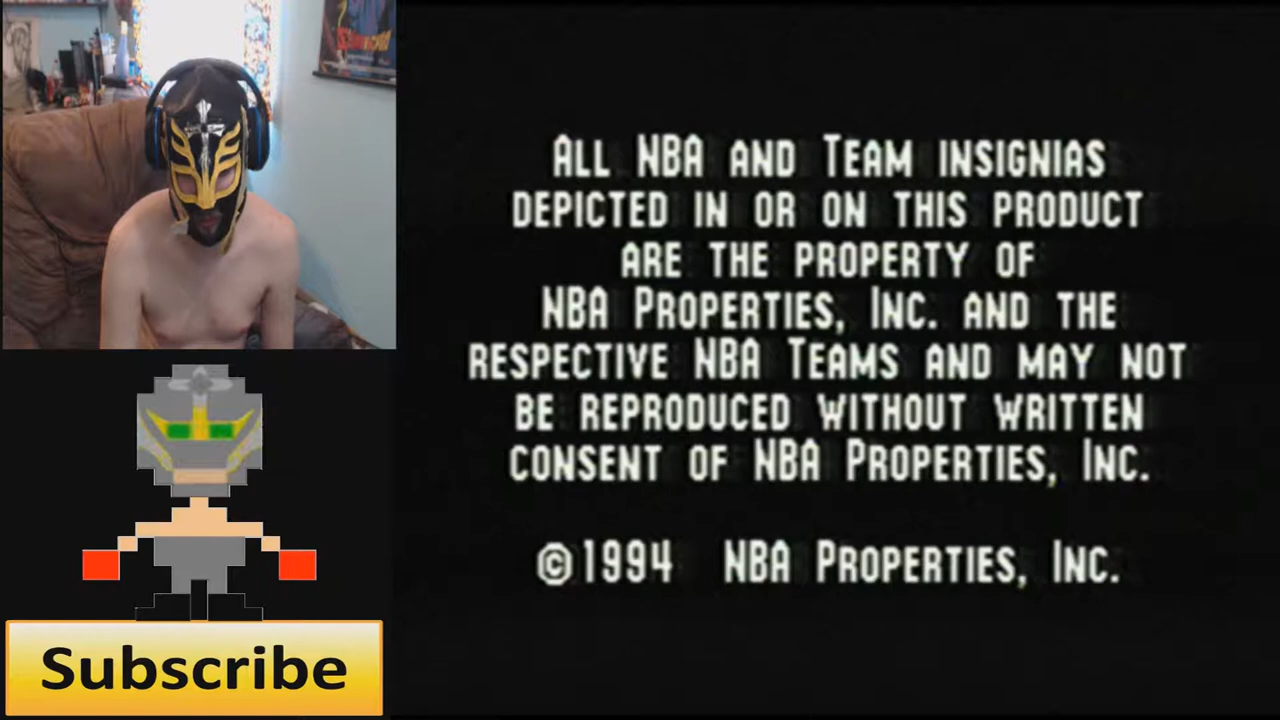 All NBA and Team insignias
depicted in or on this product
are the property of
NBA Properties, Inc. and the
respective NBA Teams and may not
be reproduced without written
consent of NBA Properties, Inc.
©1994 NBA Properties, Inc.
Subscribe